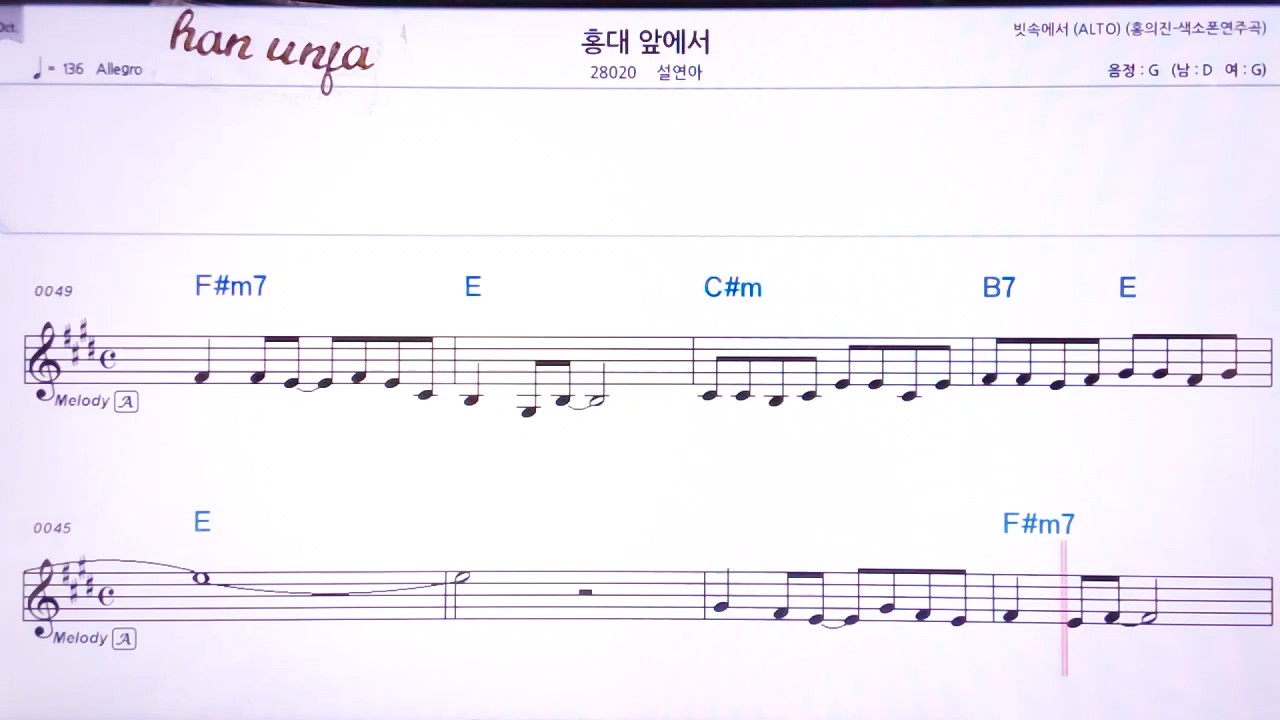 Oct.
han unfa
♩= 136 Allegro
홍대 앞에서
28020 설연아
빗속에서 (ALTO) (홍의진-색소폰연주곡)
음정 : G (남 : D 여 : G)
0049
F#m7 E C#m B7 E
Melody A
0045
E F#m7
Melody A